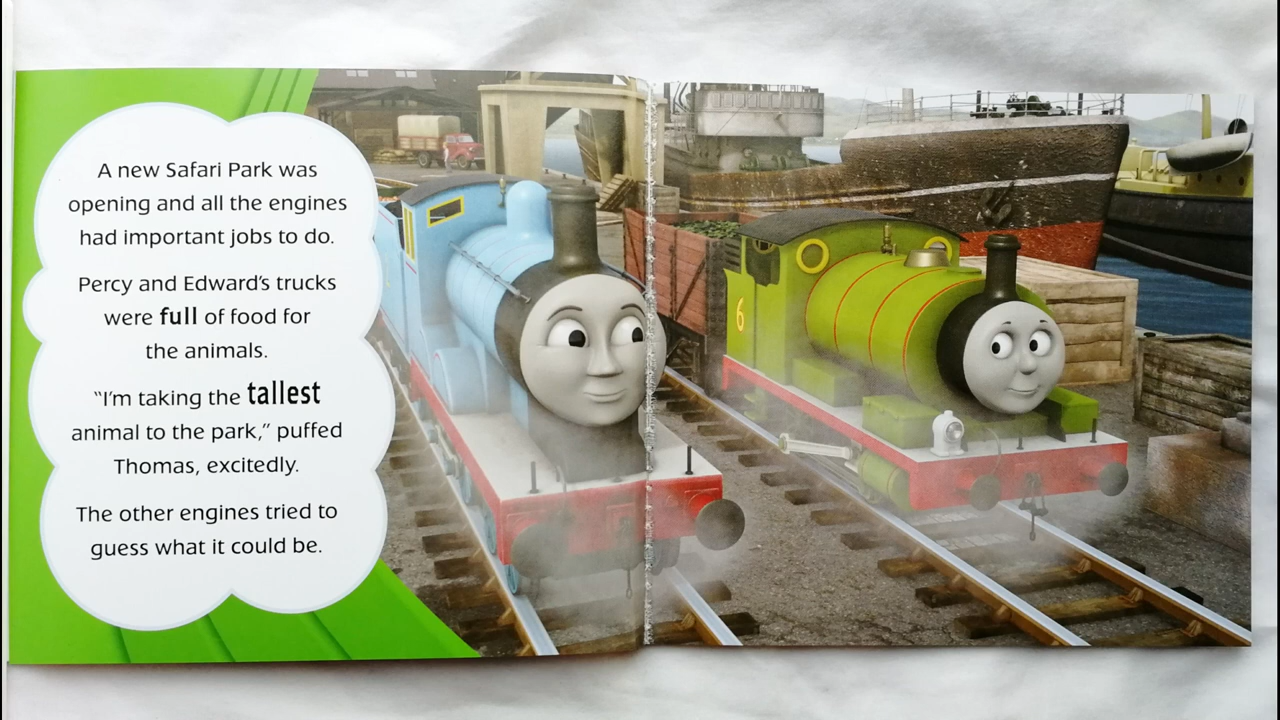 A new Safari Park was
opening and all the engines
had important jobs to do.
Percy and Edward's trucks
were full of food for
the animals.
“I'm taking the tallest
animal to the park,” puffed
Thomas, excitedly.
The other engines tried to
guess what it could be.
6